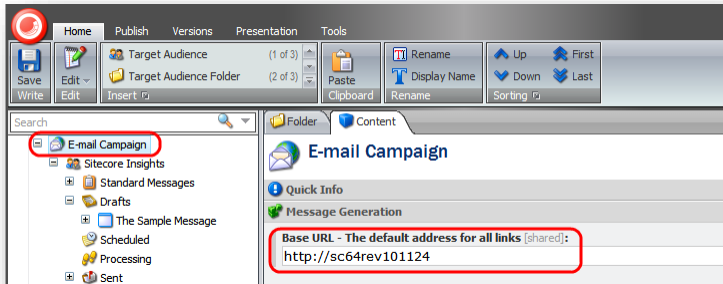 Home Publish Versions Presentation Tools
Save
Write
Edit
Edit
Target Audience (1 of 3)
Target Audience Folder (2 of 3)
Insert
Paste
Clipboard
Rename
Display Name
Rename
Up First
Down Last
Sorting
Search
E-mail Campaign
Sitecore Insights
Standard Messages
Drafts
The Sample Message
Scheduled
Processing
Sent
Folder Content
E-mail Campaign
Quick Info
Message Generation
Base URL - The default address for all links [shared]:
http://sc64rev101124